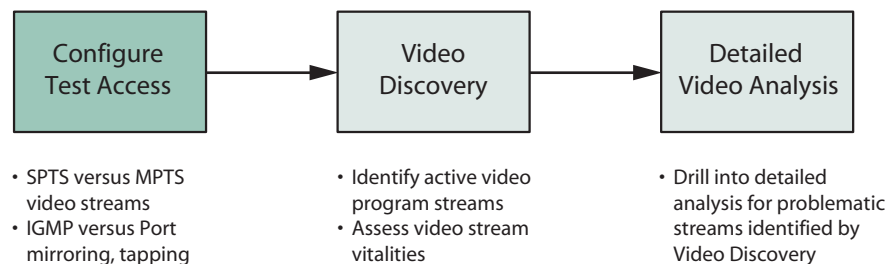 Configure
Test Access
Video
Discovery
Detailed
Video Analysis
• SPTS versus MPTS
video streams
• IGMP versus Port
mirroring, tapping
• Identify active video
program streams
• Assess video stream
vitalities
• Drill into detailed
analysis for problematic
streams identified by
Video Discovery